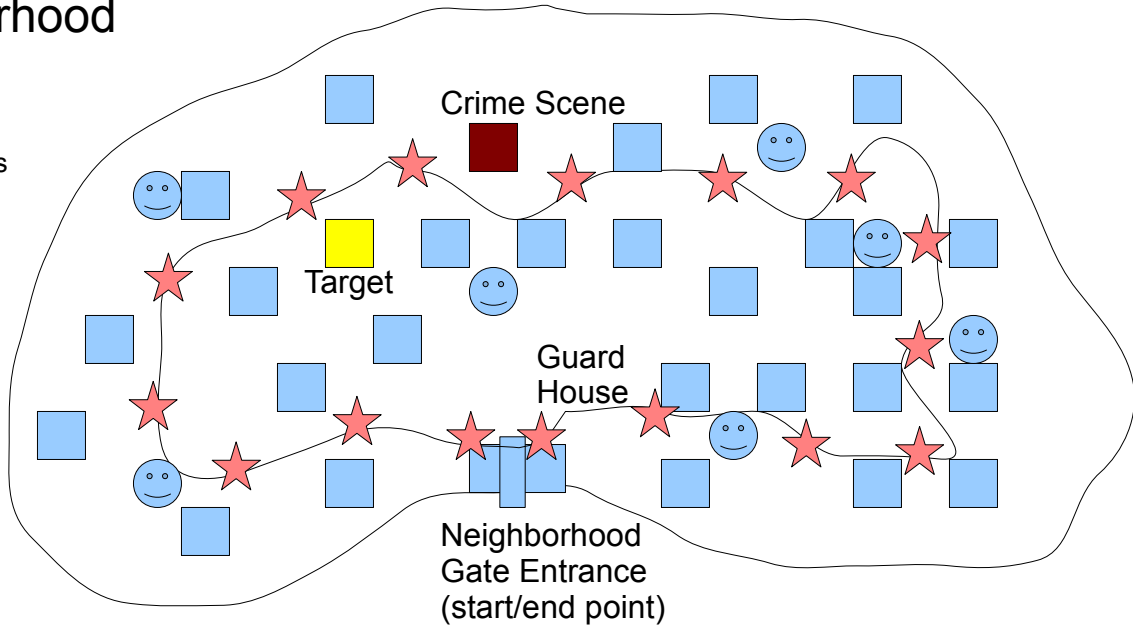 rhood
s
Crime Scene
Target
Guard
House
Neighborhood
Gate Entrance
(start/end point)